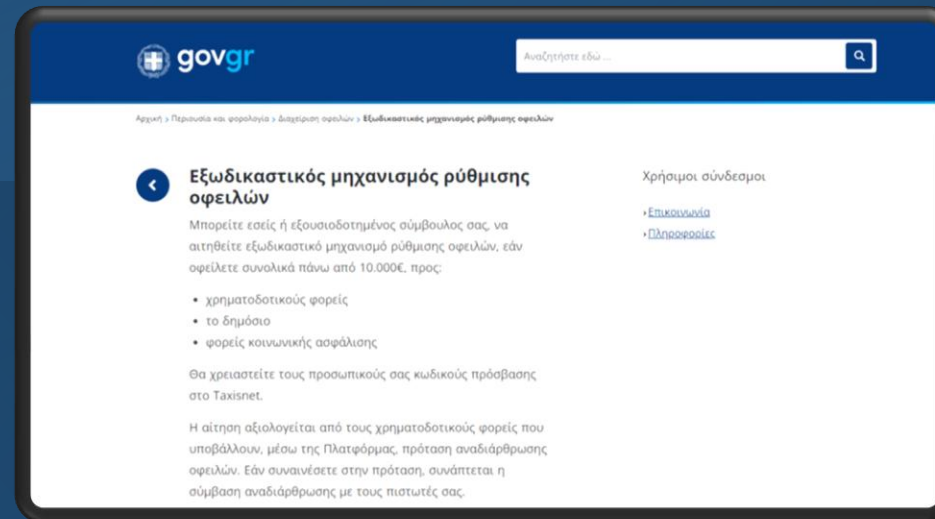 govgr
Αναζητήστε εδώ ...
Αρχική > Περιουσία και φορολογία > Διαχείριση οφειλών > Εξωδικαστικός μηχανισμός ρύθμισης οφειλών
Εξωδικαστικός μηχανισμός ρύθμισης
οφειλών
Μπορείτε εσείς ή εξουσιοδοτημένος σύμβουλος σας, να
αιτηθείτε εξωδικαστικό μηχανισμό ρύθμισης οφειλών, εάν
οφείλετε συνολικά πάνω από 10.000€, προς:
• χρηματοδοτικούς φορείς
• το δημόσιο
• φορείς κοινωνικής ασφάλισης
Θα χρειαστείτε τους προσωπικούς σας κωδικούς πρόσβασης
στο Taxisnet.
Η αίτηση αξιολογείται από τους χρηματοδοτικούς φορείς που
υποβάλλουν, μέσω της Πλατφόρμας, πρόταση αναδιάρθρωσης
οφειλών. Εάν συναινέσετε στην πρόταση, συνάπτεται η
σύμβαση αναδιάρθρωσης με τους πιστωτές σας.
Χρήσιμοι σύνδεσμοι
› Επικοινωνία
› Πληροφορίες